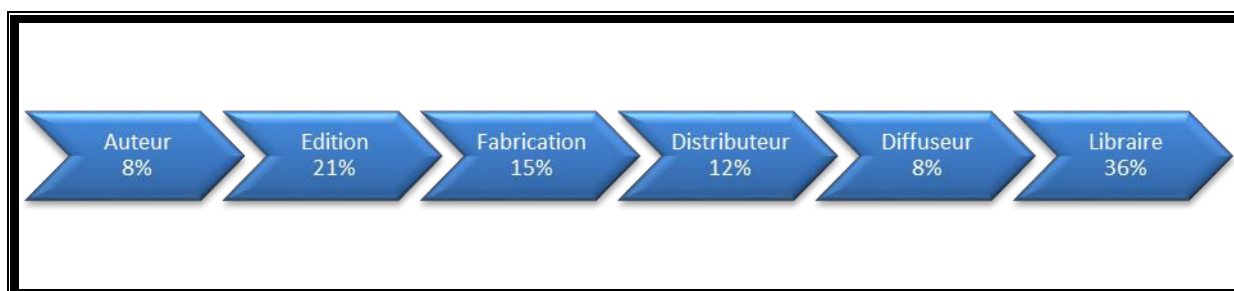 Auteur
8%
Edition
21%
Fabrication
15%
Distributeur
12%
Diffuseur
8%
Libraire
36%